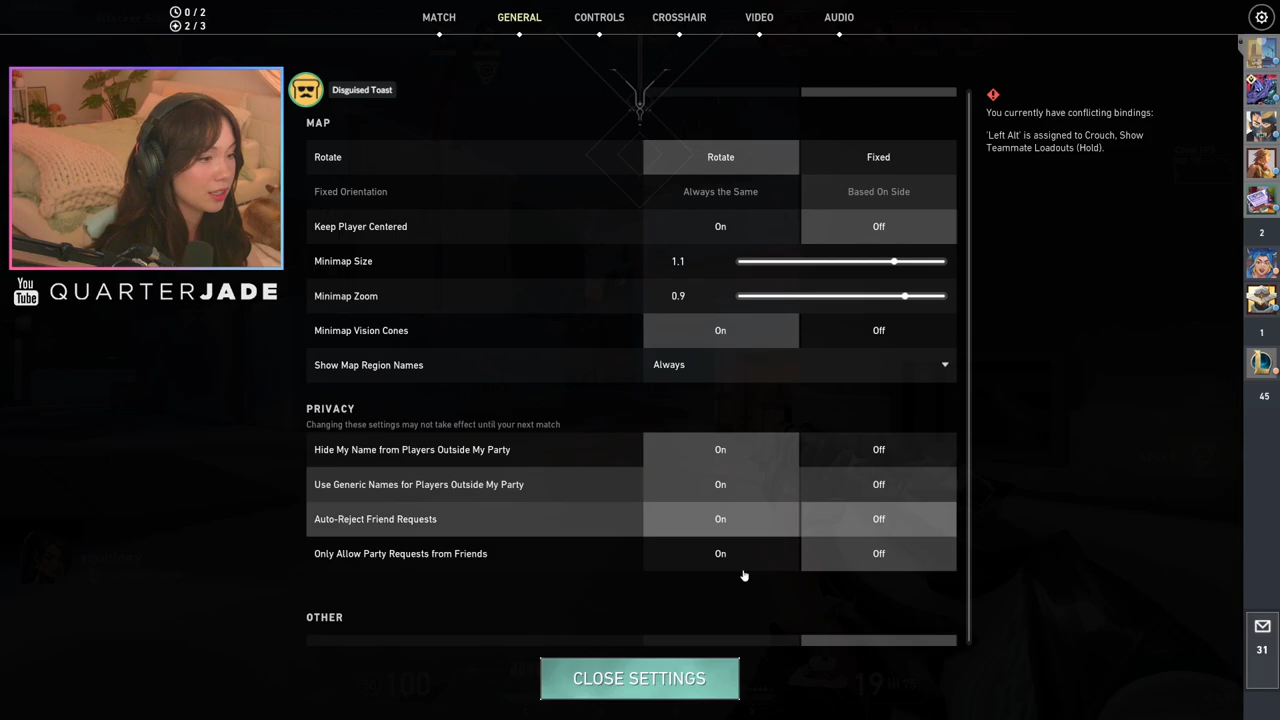 0 / 2
2 / 3
MATCH
GENERAL
CONTROLS
CROSSHAIR
VIDEO
AUDIO
Disguised Toast
You Tube QUARTERJADE
MAP
Rotate Rotate Fixed
Fixed Orientation Always the Same Based On Side
Keep Player Centered On Off
Minimap Size 1.1
Minimap Zoom 0.9
Minimap Vision Cones On Off
Show Map Region Names Always
PRIVACY
Changing these settings may not take effect until your next match
Hide My Name from Players Outside My Party On Off
Use Generic Names for Players Outside My Party On Off
Auto-Reject Friend Requests On Off
Only Allow Party Requests from Friends On Off
OTHER
CLOSE SETTINGS
You currently have conflicting bindings:
'Left Alt' is assigned to Crouch, Show
Teammate Loadouts (Hold).
2
1
45
31
100
19